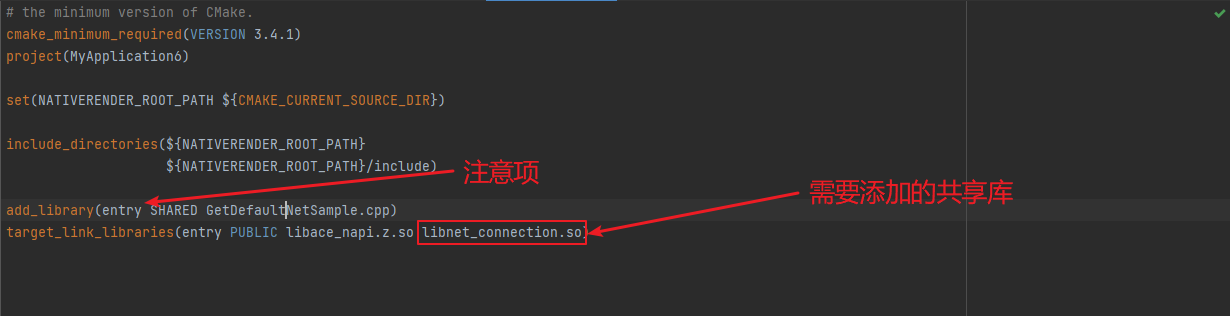 # the minimum version of CMake.
cmake_minimum_required(VERSION 3.4.1)
project(MyApplication6)
set(NATIVERENDER_ROOT_PATH ${CMAKE_CURRENT_SOURCE_DIR})
include_directories(${NATIVERENDER_ROOT_PATH}
${NATIVERENDER_ROOT_PATH}/include)
注意项
需要添加的共享库
add_library(entry SHARED GetDefaultNetSample.cpp)
target_link_libraries(entry PUBLIC libace_napi.z.so libnet_connection.so)